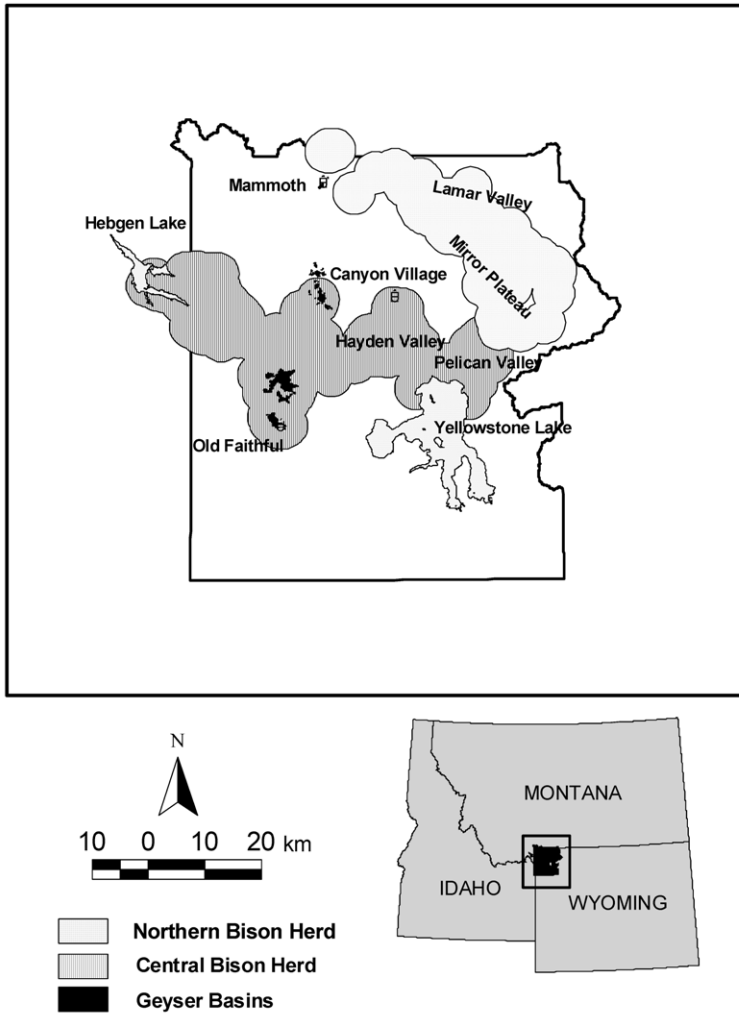 Mammoth
Lamar Valley
Hebgen Lake
Mirror Plateau
Canyon Village
Hayden Valley
Pelican Valley
Old Faithful
Yellowstone Lake
N
10 0 10 20 km
MONTANA
IDAHO
WYOMING
Northern Bison Herd
Central Bison Herd
Geyser Basins